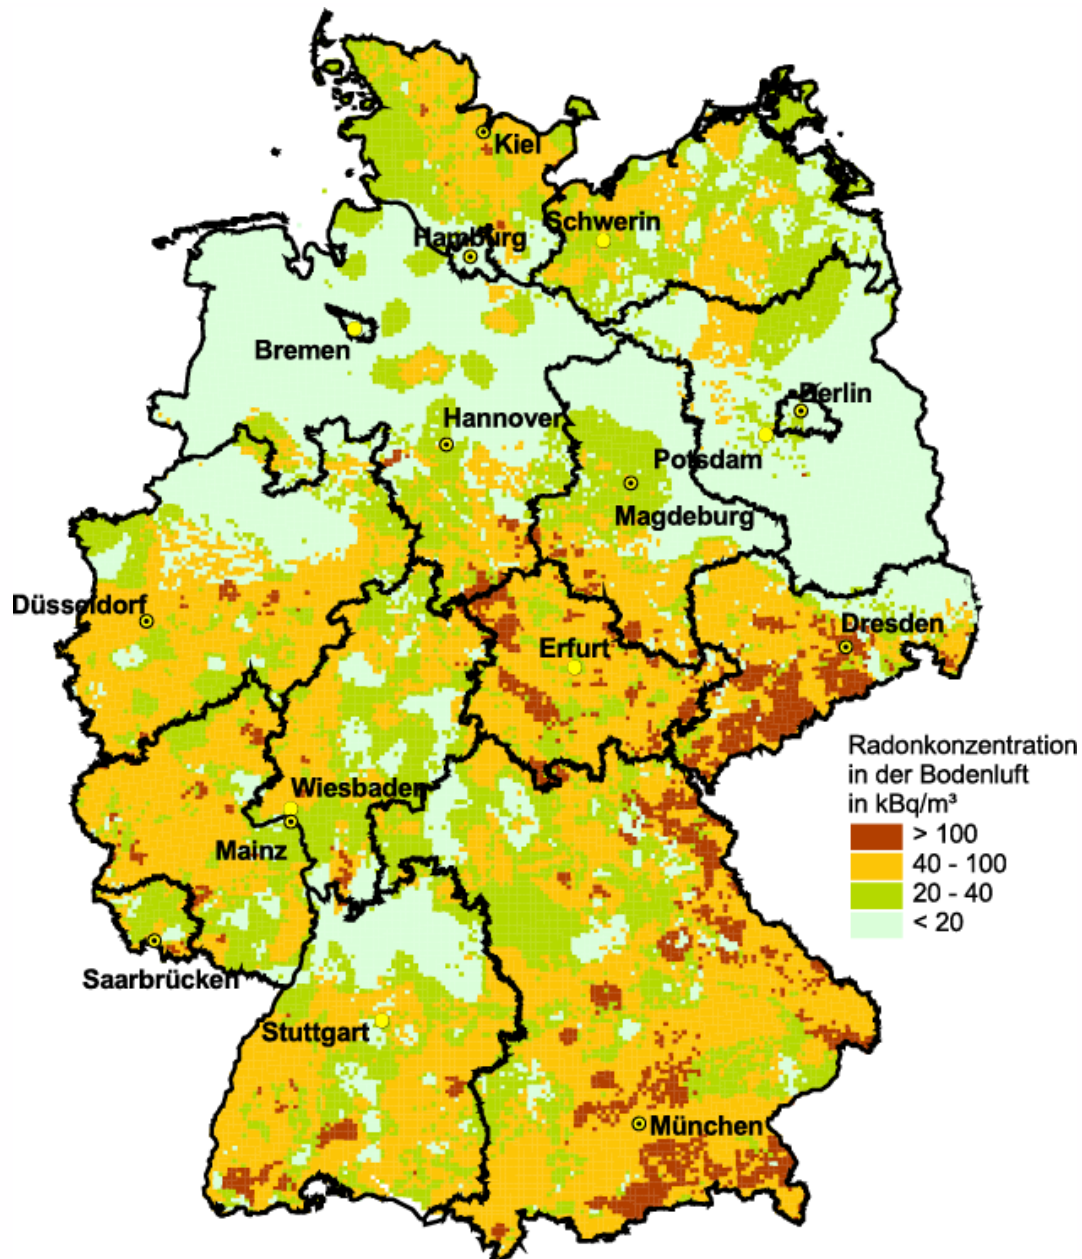 Kiel
Schwerin
Hamburg
Bremen
Berlin
Hannover
Potsdam
Magdeburg
Düsseldorf
Dresden
Erfurt
Radonkonzentration
in der Bodenluft
in kBq/m³
> 100
40 - 100
20 - 40
< 20
Wiesbaden
Mainz
Saarbrücken
Stuttgart
München